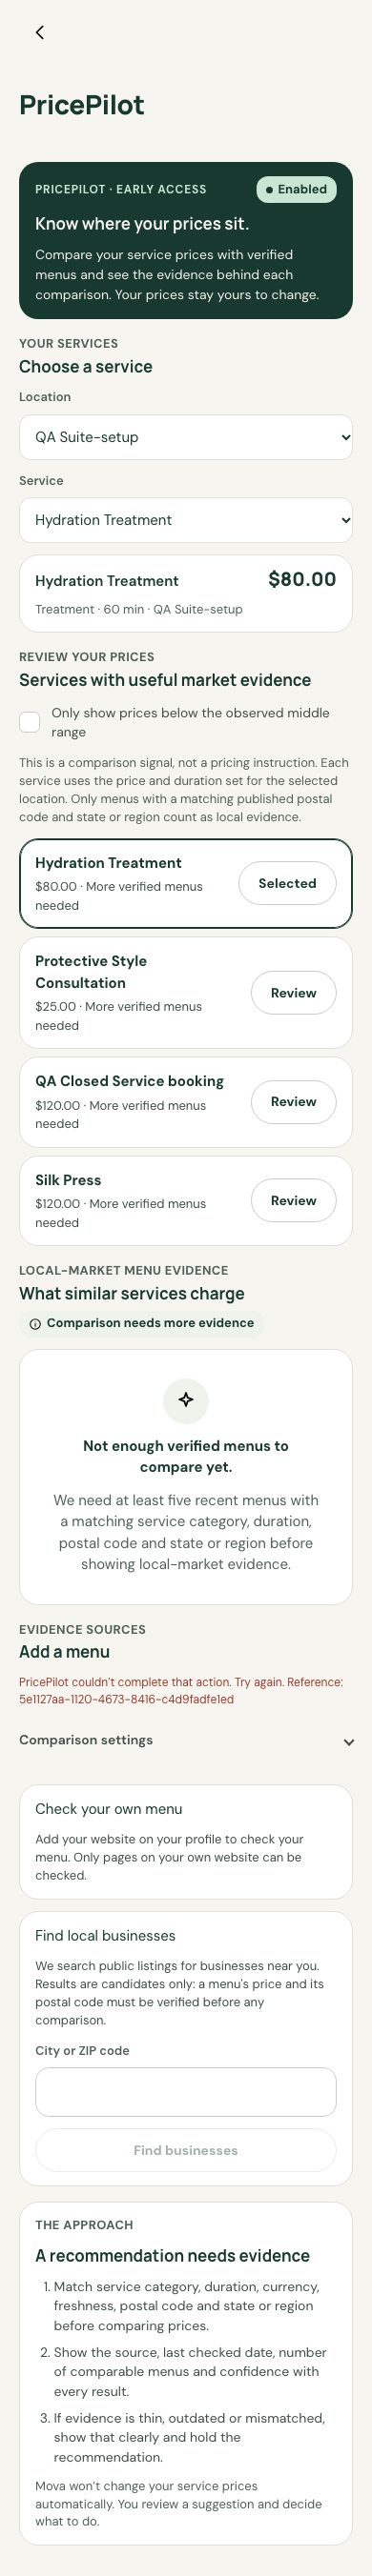 PricePilot
PRICEPILOT · EARLY ACCESS
Enabled
Know where your prices sit.
Compare your service prices with verified
menus and see the evidence behind each
comparison. Your prices stay yours to change.
YOUR SERVICES
Choose a service
Location
QA Suite-setup
Service
Hydration Treatment
Hydration Treatment
$80.00
Treatment · 60 min · QA Suite-setup
REVIEW YOUR PRICES
Services with useful market evidence
Only show prices below the observed middle
range
This is a comparison signal, not a pricing instruction. Each
service uses the price and duration set for the selected
location. Only menus with a matching published postal
code and state or region count as local evidence.
Hydration Treatment
$80.00 · More verified menus
needed
Selected
Protective Style
Consultation
$25.00 · More verified menus
needed
Review
QA Closed Service booking
$120.00 · More verified menus
needed
Review
Silk Press
$120.00 · More verified menus
needed
Review
LOCAL-MARKET MENU EVIDENCE
What similar services charge
Comparison needs more evidence
Not enough verified menus to
compare yet.
We need at least five recent menus with
a matching service category, duration,
postal code and state or region before
showing local-market evidence.
EVIDENCE SOURCES
Add a menu
PricePilot couldn't complete that action. Try again. Reference:
5e1127aa-1120-4673-8416-c4d9fadfe1ed
Comparison settings
Check your own menu
Add your website on your profile to check your
menu. Only pages on your own website can be
checked.
Find local businesses
We search public listings for businesses near you.
Results are candidates only: a menu's price and its
postal code must be verified before any
comparison.
City or ZIP code
Find businesses
THE APPROACH
A recommendation needs evidence
1. Match service category, duration, currency,
freshness, postal code and state or region
before comparing prices.
2. Show the source, last checked date, number
of comparable menus and confidence with
every result.
3. If evidence is thin, outdated or mismatched,
show that clearly and hold the
recommendation.
Mova won't change your service prices
automatically. You review a suggestion and decide
what to do.